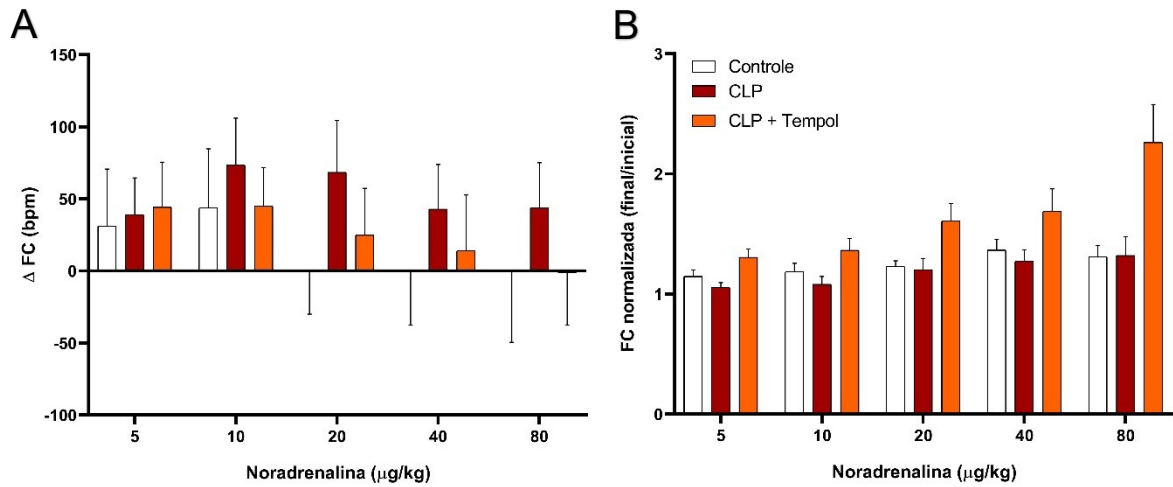 A
Δ FC (bpm)
150
100
50
0
-50
-100
5 10 20 40 80
Noradrenalina (μg/kg)
B
FC normalizada (final/inicial)
3
2
1
0
Controle
CLP
CLP + Tempol
5 10 20 40 80
Noradrenalina (μg/kg)